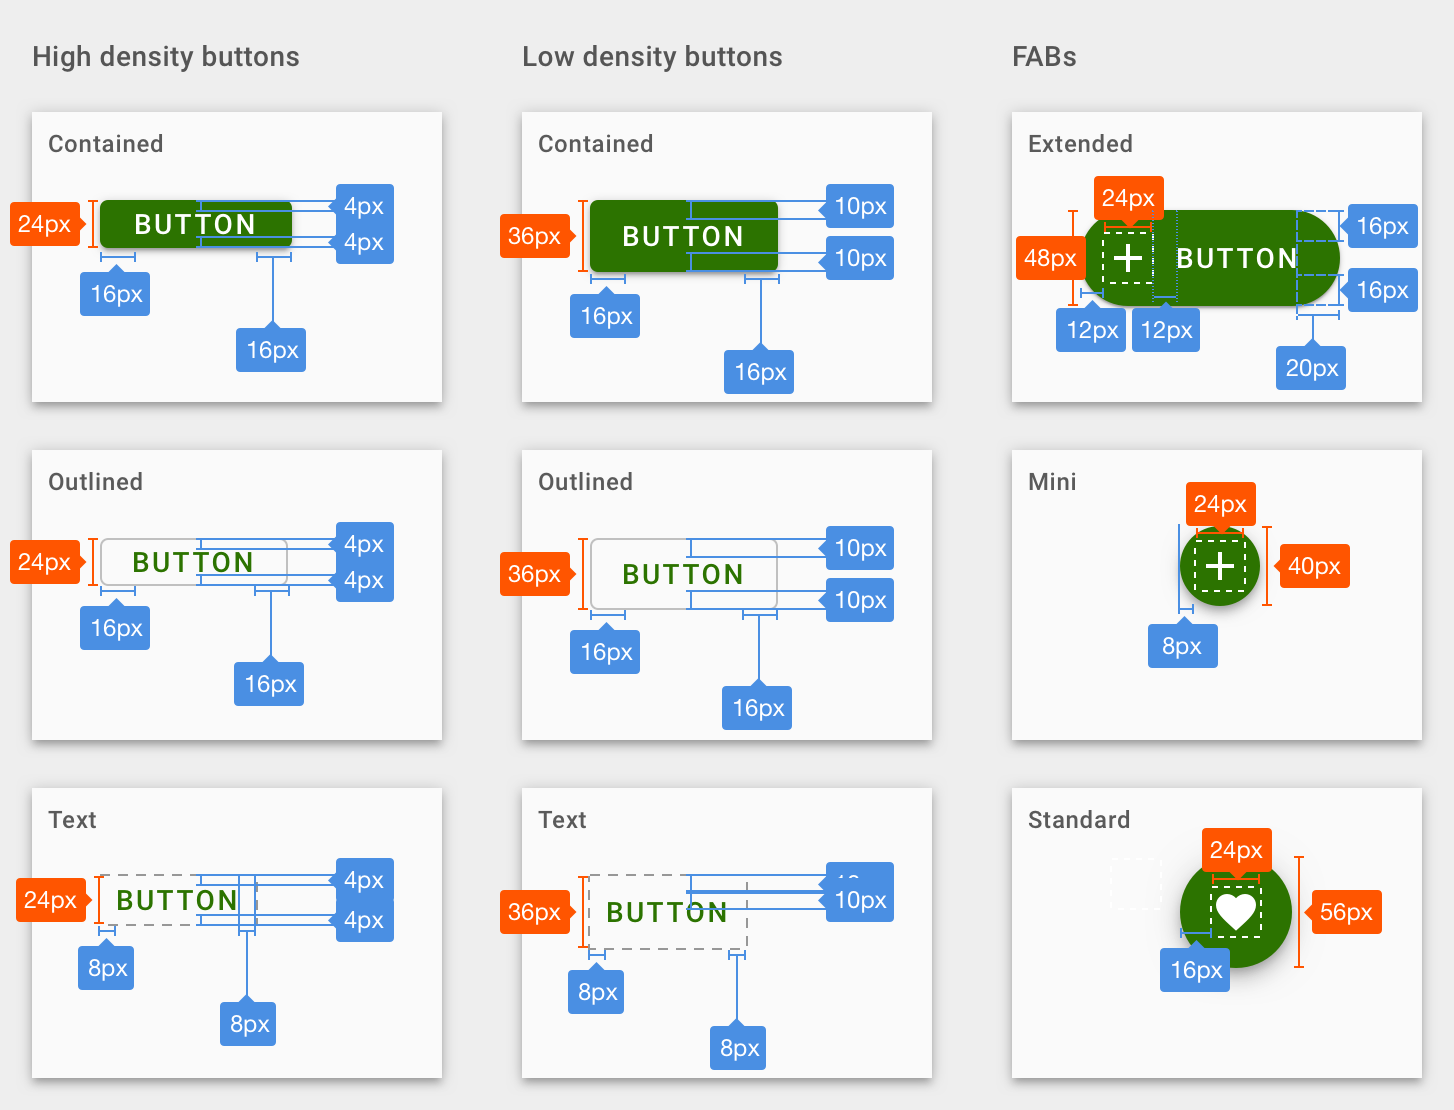 High density buttons
Low density buttons
FABs
Contained
24px
BUTTON
4px
4px
16px
16px
Contained
36px
BUTTON
10px
10px
16px
16px
Extended
24px
48px
BUTTON
16px
16px
12px
12px
20px
Outlined
24px
BUTTON
4px
4px
16px
16px
Outlined
36px
BUTTON
10px
10px
16px
16px
Mini
24px
40px
8px
Text
24px
BUTTON
4px
4px
8px
8px
Text
36px
BUTTON
10px
8px
8px
Standard
24px
56px
16px